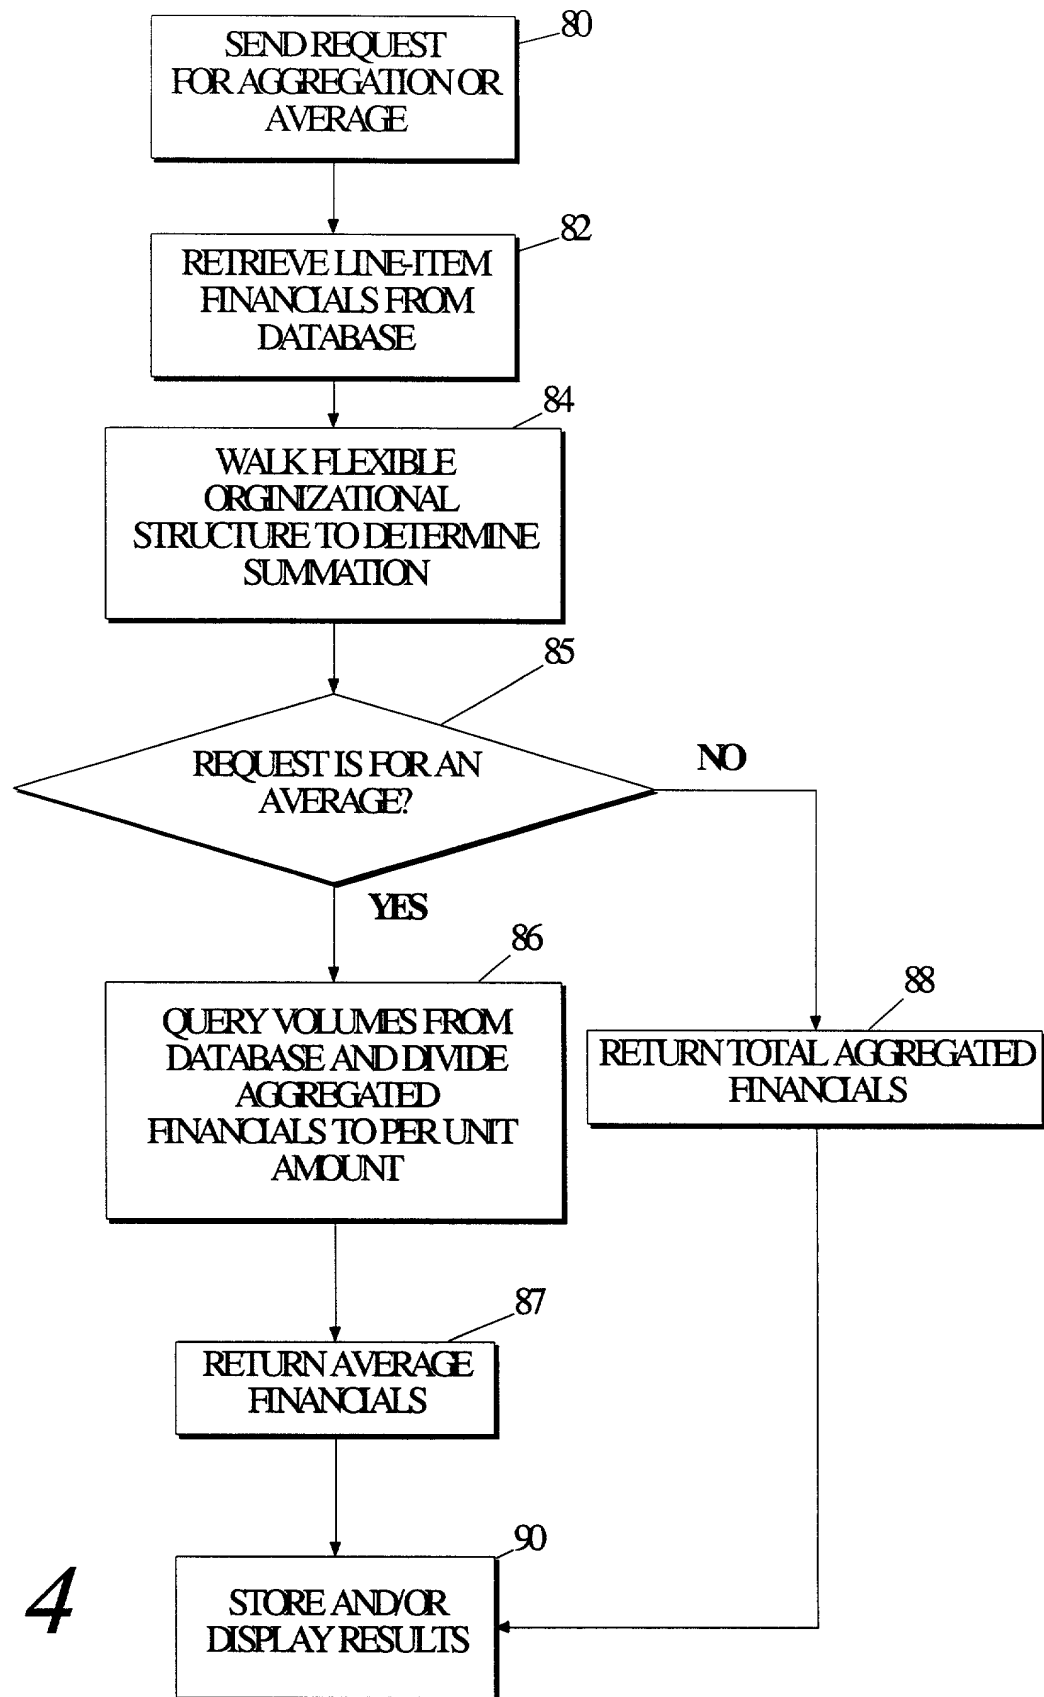 80
SEND REQUEST
FOR AGGREGATION OR
AVERAGE
82
RETRIEVE LINE-ITEM
FINANCIALS FROM
DATABASE
84
WALK FLEXIBLE
ORGINIZATIONAL
STRUCTURE TO DETERMINE
SUMMATION
85
REQUEST IS FOR AN
AVERAGE?
NO
YES
86
QUERY VOLUMES FROM
DATABASE AND DIVIDE
AGGREGATED
FINANCIALS TO PER UNIT
AMOUNT
88
RETURN TOTAL AGGREGATED
FINANCIALS
87
RETURN AVERAGE
FINANCIALS
90
STORE AND/OR
DISPLAY RESULTS
4